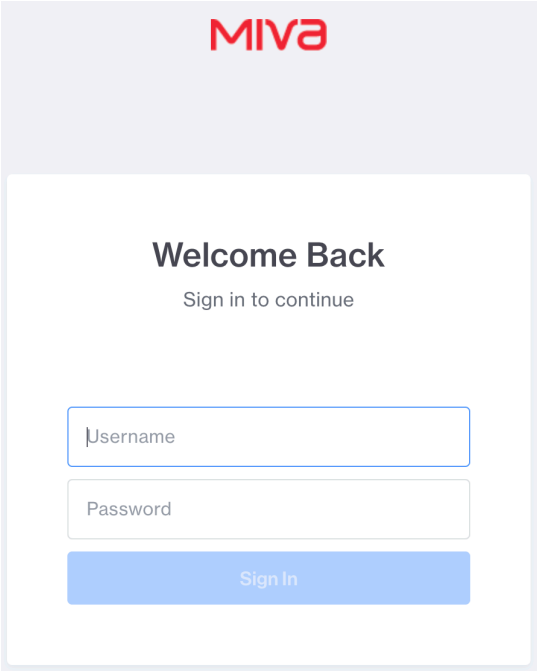 MIVA
Welcome Back
Sign in to continue
Username
Password
Sign In